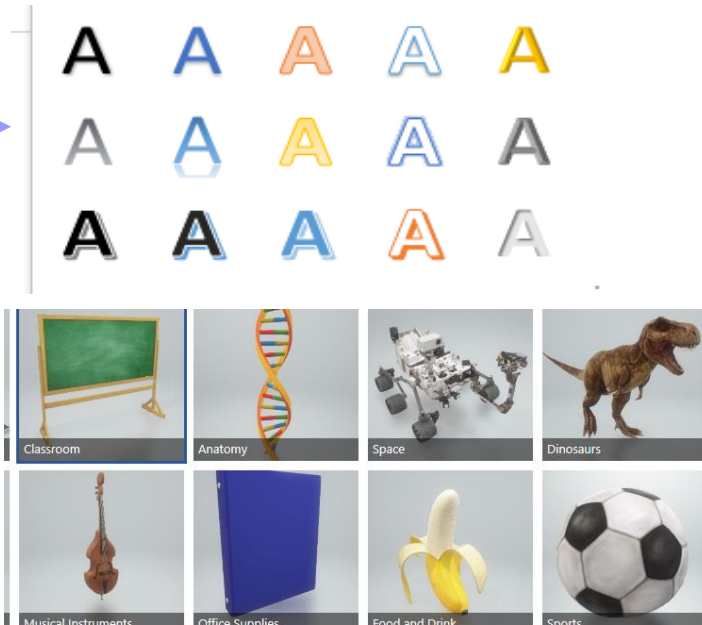 A A A A A
A A A A A
A A A A A
Classroom Anatomy Space Dinosaurs
Musical Instruments Office Supplies Food and Drink Sports